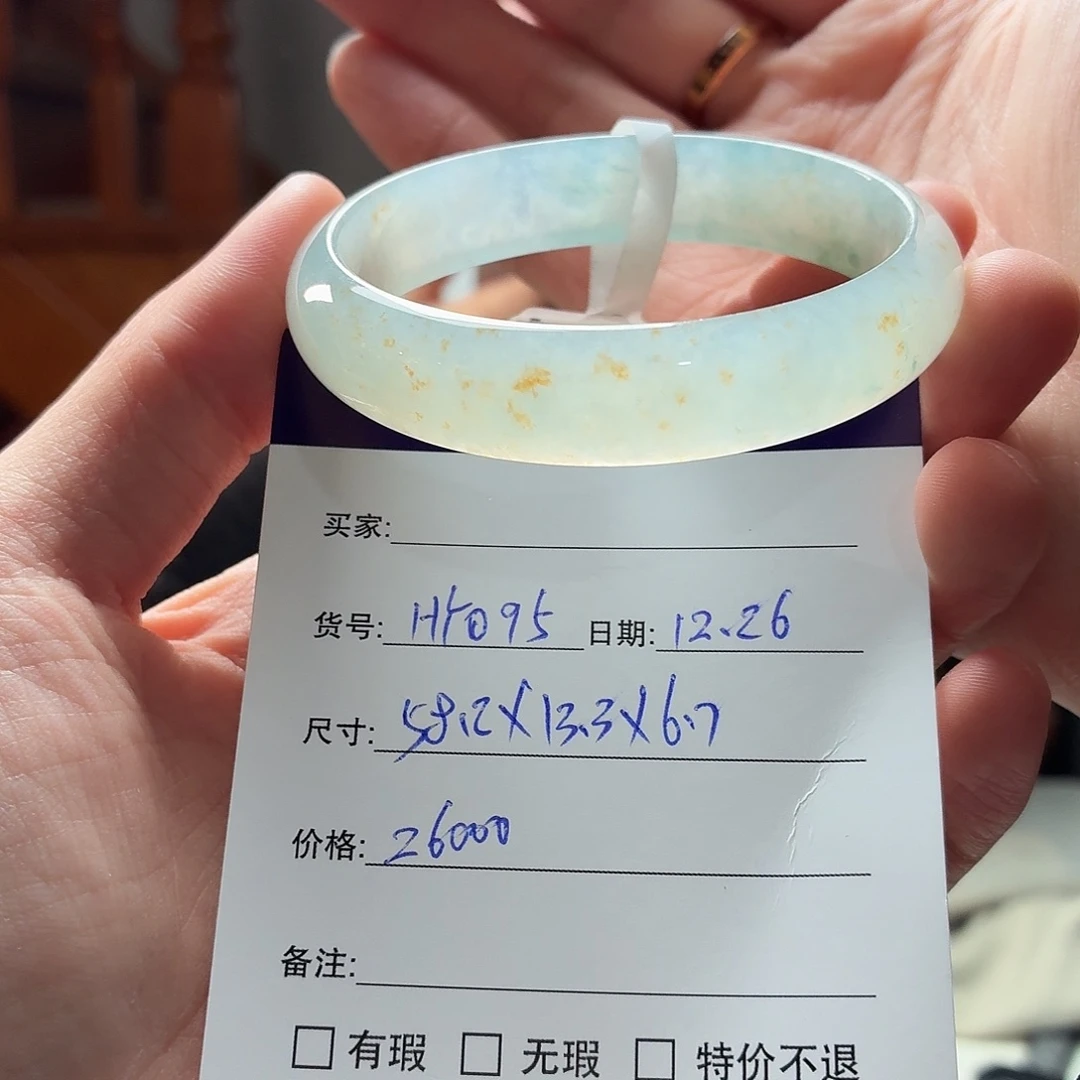 买家:
货号: HY095 日期: 12.26
尺寸: 58.2X13.3X6.7
价格: 26000
备注:
□ 有瑕 □ 无瑕 □ 特价不退